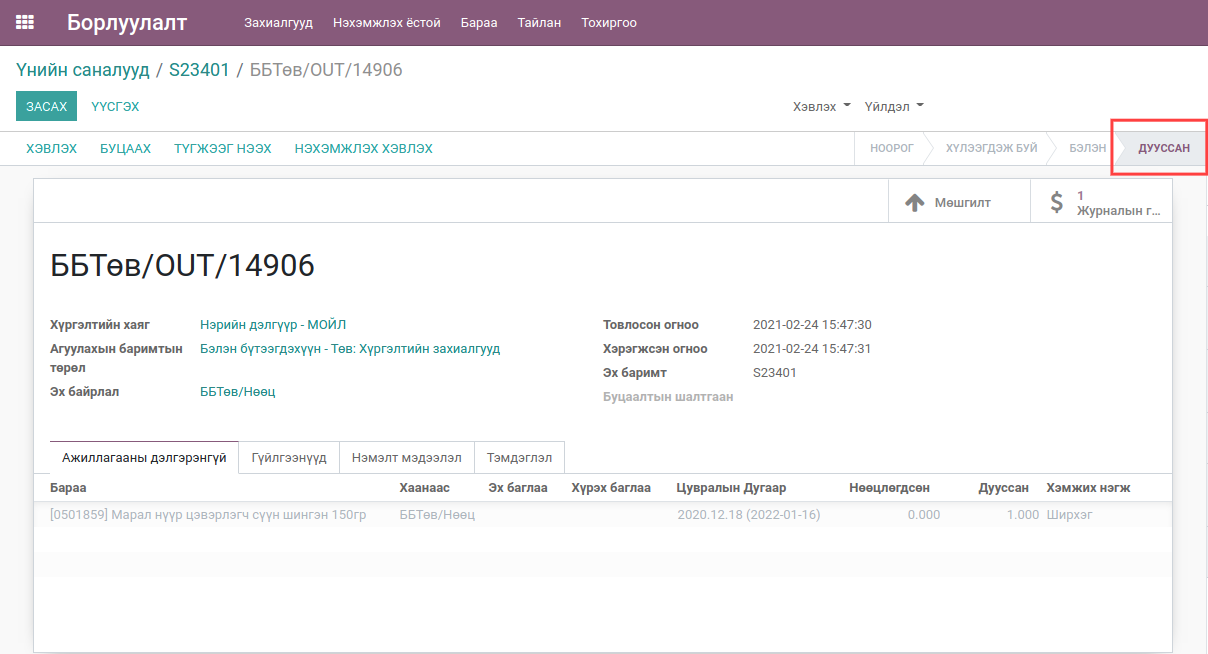 Борлуулалт Захиалгууд Нэхэмжлэх ёстой Бараа Тайлан Тохиргоо
Үнийн саналууд / S23401 / ББТөв/OUT/14906
ЗАСАХ ҮҮСГЭХ Хэвлэх Үйлдэл
ХЭВЛЭХ БУЦААХ ТҮГЖЭЭГ НЭЭХ НЭХЭМЖЛЭХ ХЭВЛЭХ НООРОГ ХҮЛЭЭГДЭЖ БУЙ БЭЛЭН ДУУССАН
Мөшгилт
$ 1
Журналын г...
ББТөв/OUT/14906
Хүргэлтийн хаяг Нэрийн дэлгүүр - МОЙЛ Товлосон огноо 2021-02-24 15:47:30
Агуулахын баримтын Бэлэн бүтээгдэхүүн - Төв: Хүргэлтийн захиалгууд Хэрэгжсэн огноо 2021-02-24 15:47:31
төрөл
Эх баримт S23401
Эх байрлал ББТөв/Нөөц
Буцаалтын шалтгаан
Ажиллагааны дэлгэрэнгүй Гүйлгээнүүд Нэмэлт мэдээлэл Тэмдэглэл
Бараа Хаанаас Эх баглаа Хүрэх баглаа Цувралын Дугаар Нөөцлөгдсөн Дууссан Хэмжих нэгж
[0501859] Марал нүүр цэвэрлэгч сүүн шингэн 150гр ББТөв/Нөөц 2020.12.18 (2022-01-16) 0.000 1.000 Ширхэг